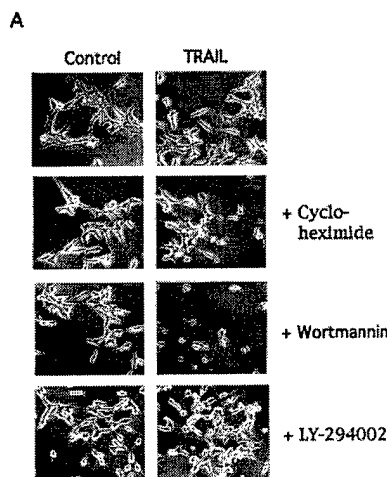 A
Control TRAIL
+ Cyclo-
heximide
+ Wortmannin
+ LY-294002